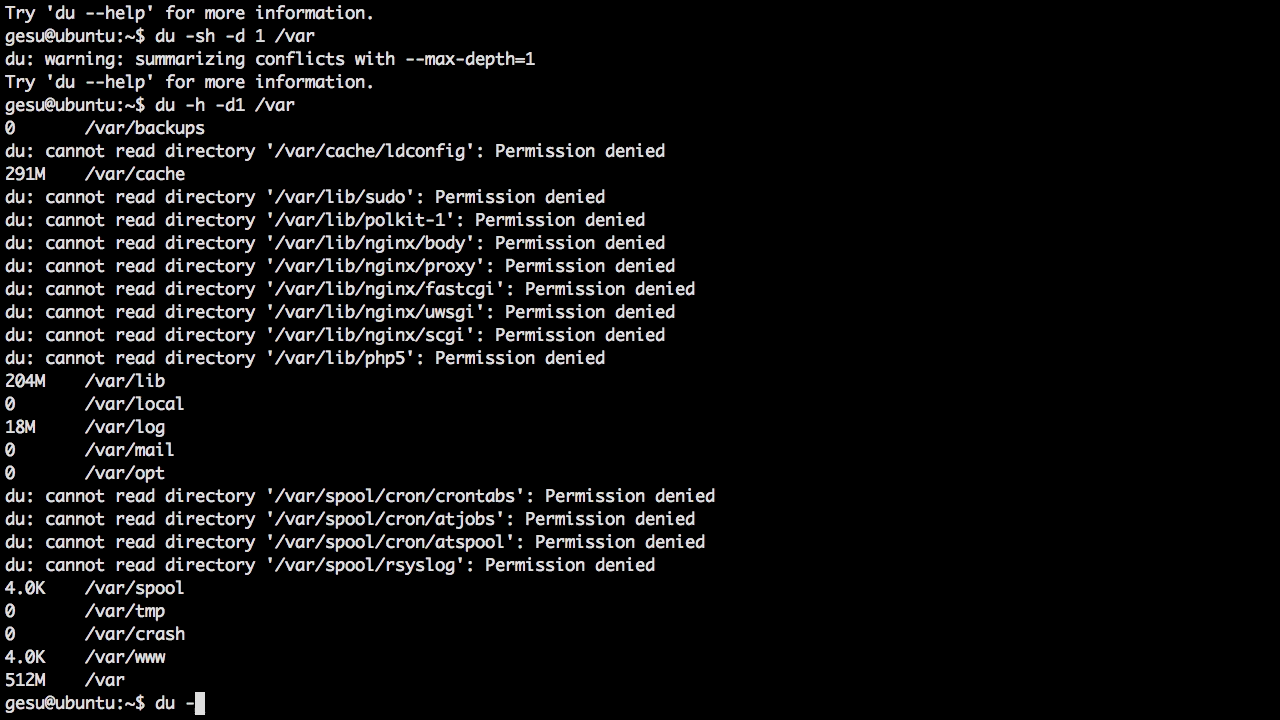 Try 'du --help' for more information.
gesu@ubuntu:~$ du -sh -d 1 /var
du: warning: summarizing conflicts with --max-depth=1
Try 'du --help' for more information.
gesu@ubuntu:~$ du -h -d1 /var
0       /var/backups
du: cannot read directory '/var/cache/ldconfig': Permission denied
291M    /var/cache
du: cannot read directory '/var/lib/sudo': Permission denied
du: cannot read directory '/var/lib/polkit-1': Permission denied
du: cannot read directory '/var/lib/nginx/body': Permission denied
du: cannot read directory '/var/lib/nginx/proxy': Permission denied
du: cannot read directory '/var/lib/nginx/fastcgi': Permission denied
du: cannot read directory '/var/lib/nginx/uwsgi': Permission denied
du: cannot read directory '/var/lib/nginx/scgi': Permission denied
du: cannot read directory '/var/lib/php5': Permission denied
204M    /var/lib
0       /var/local
18M     /var/log
0       /var/mail
0       /var/opt
du: cannot read directory '/var/spool/cron/crontabs': Permission denied
du: cannot read directory '/var/spool/cron/atjobs': Permission denied
du: cannot read directory '/var/spool/cron/atspool': Permission denied
du: cannot read directory '/var/spool/rsyslog': Permission denied
4.0K    /var/spool
0       /var/tmp
0       /var/crash
4.0K    /var/www
512M    /var
gesu@ubuntu:~$ du -